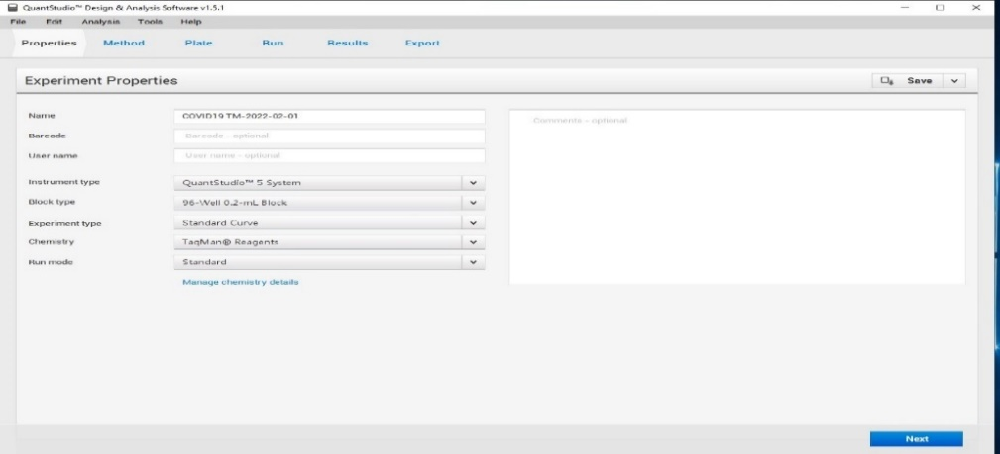 QuantStudio™ Design & Analysis Software v1.5.1
File Edit Analysis Tools Help
Properties Method Plate Run Results Export
Experiment Properties
Save
Name COVID19 TM-2022-02-01
Comments - optional
Barcode Barcode - optional
User name User name - optional
Instrument type QuantStudio™ 5 System
Block type 96-Well 0.2-mL Block
Experiment type Standard Curve
Chemistry TaqMan® Reagents
Run mode Standard
Manage chemistry details
Next